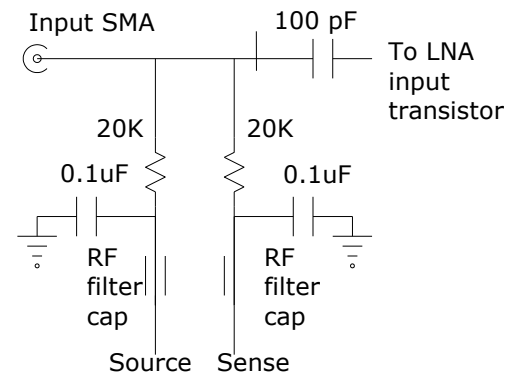 Input SMA
100 pF
To LNA
input
transistor
20K
20K
0.1uF
0.1uF
RF
filter
cap
RF
filter
cap
Source
Sense